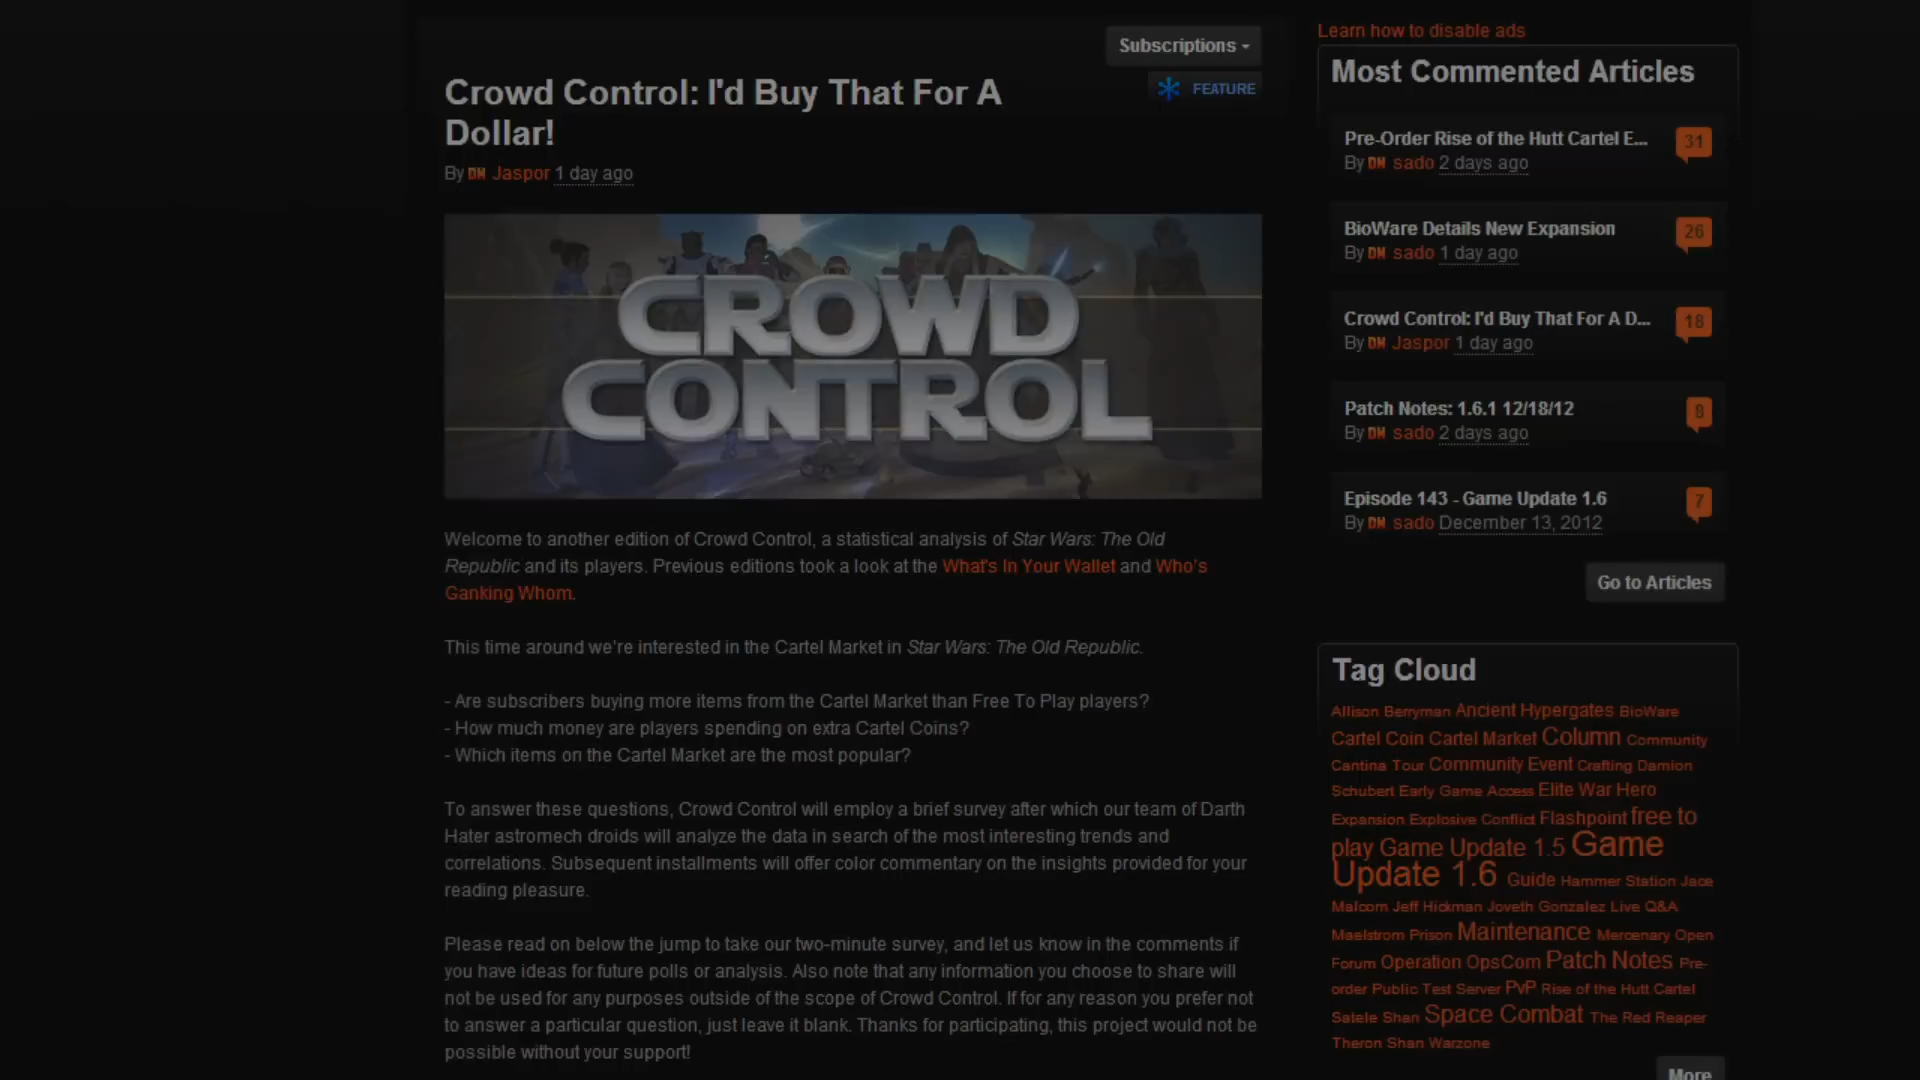 Subscriptions
Crowd Control: I'd Buy That For A
Dollar!
FEATURE
By DH Jaspor 1 day ago
CROWD
CONTROL
Welcome to another edition of Crowd Control, a statistical analysis of Star Wars: The Old
Republic and its players. Previous editions took a look at the What's In Your Wallet and Who's
Ganking Whom.
This time around we're interested in the Cartel Market in Star Wars: The Old Republic.
- Are subscribers buying more items from the Cartel Market than Free To Play players?
- How much money are players spending on extra Cartel Coins?
- Which items on the Cartel Market are the most popular?
To answer these questions, Crowd Control will employ a brief survey after which our team of Darth
Hater astromech droids will analyze the data in search of the most interesting trends and
correlations. Subsequent installments will offer color commentary on the insights provided for your
reading pleasure.
Please read on below the jump to take our two-minute survey, and let us know in the comments if
you have ideas for future polls or analysis. Also note that any information you choose to share will
not be used for any purposes outside of the scope of Crowd Control. If for any reason you prefer not
to answer a particular question, just leave it blank. Thanks for participating, this project would not be
possible without your support!
Learn how to disable ads
Most Commented Articles
Pre-Order Rise of the Hutt Cartel E... 31
By DH sado 2 days ago
BioWare Details New Expansion 26
By DH sado 1 day ago
Crowd Control: I'd Buy That For A D... 18
By DH Jaspor 1 day ago
Patch Notes: 1.6.1 12/18/12 8
By DH sado 2 days ago
Episode 143 - Game Update 1.6 7
By DH sado December 13, 2012
Go to Articles
Tag Cloud
Allison Berryman Ancient Hypergates BioWare
Cartel Coin Cartel Market Column Community
Cantina Tour Community Event Crafting Damion
Schubert Early Game Access Elite War Hero
Expansion Explosive Conflict Flashpoint free to
play Game Update 1.5 Game
Update 1.6 Guide Hammer Station Jace
Malcom Jeff Hickman Joveth Gonzalez Live Q&A
Maelstrom Prison Maintenance Mercenary Open
Forum Operation OpsCom Patch Notes Pre-
order Public Test Server PvP Rise of the Hutt Cartel
Satele Shan Space Combat The Red Reaper
Theron Shan Warzone
More